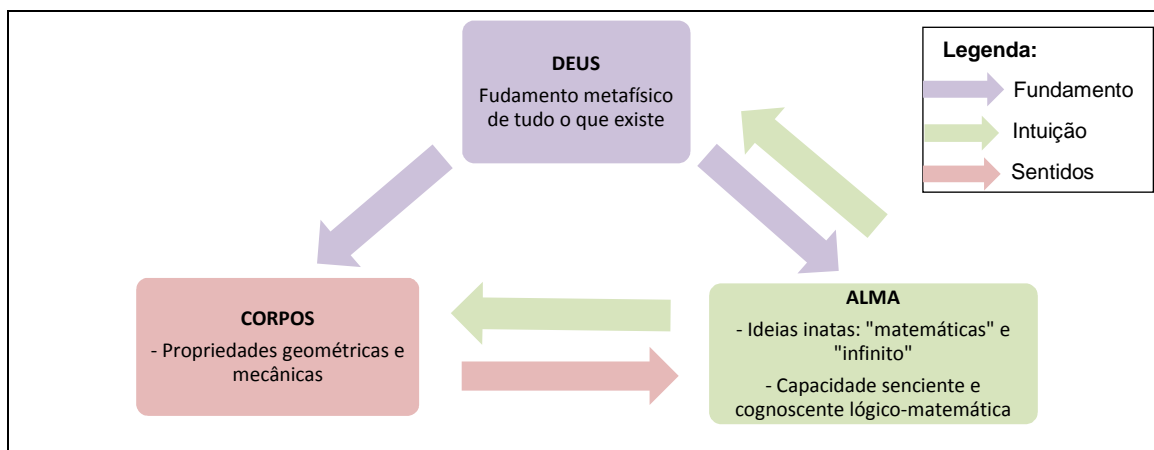 DEUS
Fudamento metafísico
de tudo o que existe
Legenda:
Fundamento
Intuição
Sentidos
CORPOS
- Propriedades geométricas e
mecânicas
ALMA
- Ideias inatas: "matemáticas" e
"infinito"
- Capacidade senciente e
cognoscente lógico-matemática